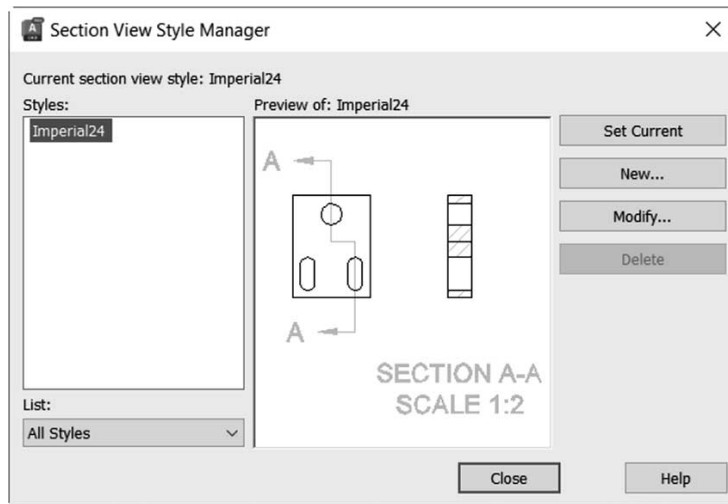 Section View Style Manager
Current section view style: Imperial24
Styles:
Preview of: Imperial24
Imperial24
A
A
SECTION A-A
SCALE 1:2
Set Current
New...
Modify...
Delete
List:
All Styles
Close
Help